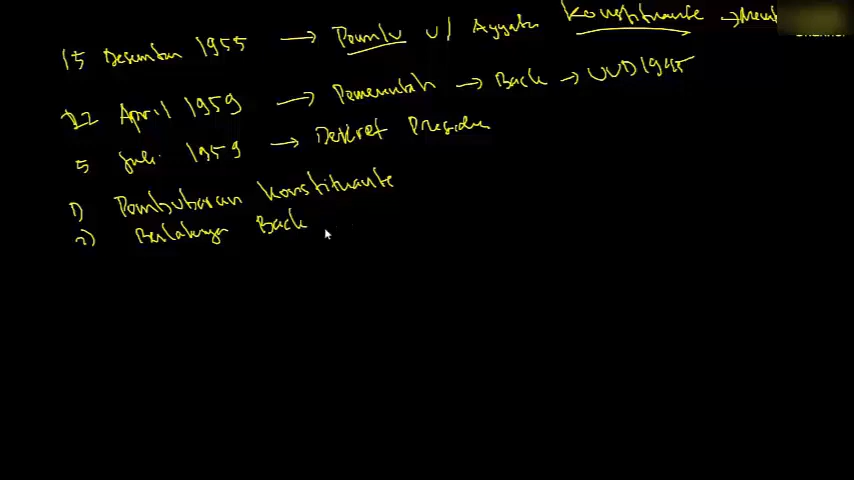 15 Desember 1955 → Pemilu u/ Anggota Konstituante →
22 April 1959 → Pemerintah → Back → UUD 1945
5 Juli 1959 → Dekret Presiden
1) Pembubaran Konstituante
2) Berlakunya Back